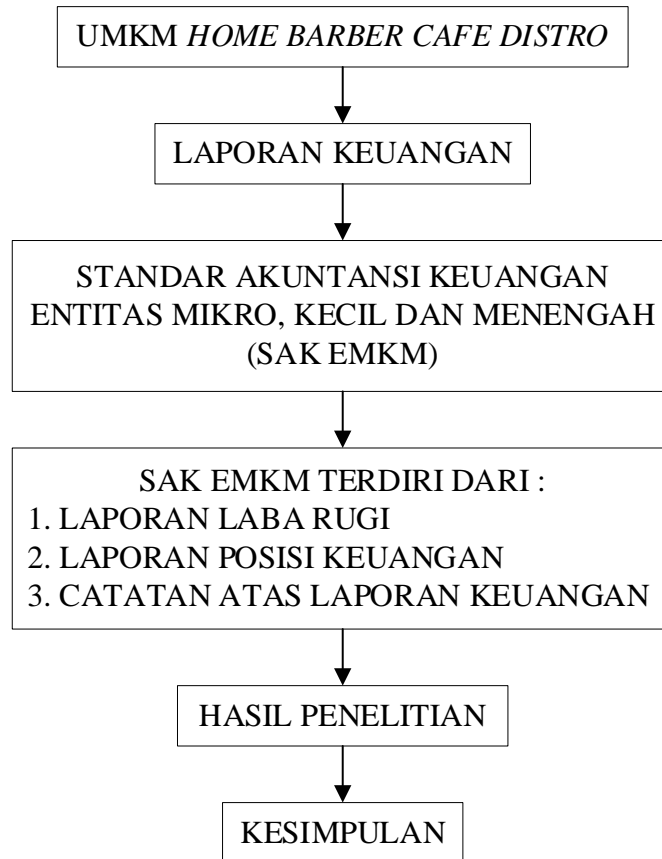 UMKM HOME BARBER CAFE DISTRO
LAPORAN KEUANGAN
STANDAR AKUNTANSI KEUANGAN
ENTITAS MIKRO, KECIL DAN MENENGAH
(SAK EMKM)
SAK EMKM TERDIRI DARI :
1. LAPORAN LABA RUGI
2. LAPORAN POSISI KEUANGAN
3. CATATAN ATAS LAPORAN KEUANGAN
HASIL PENELITIAN
KESIMPULAN